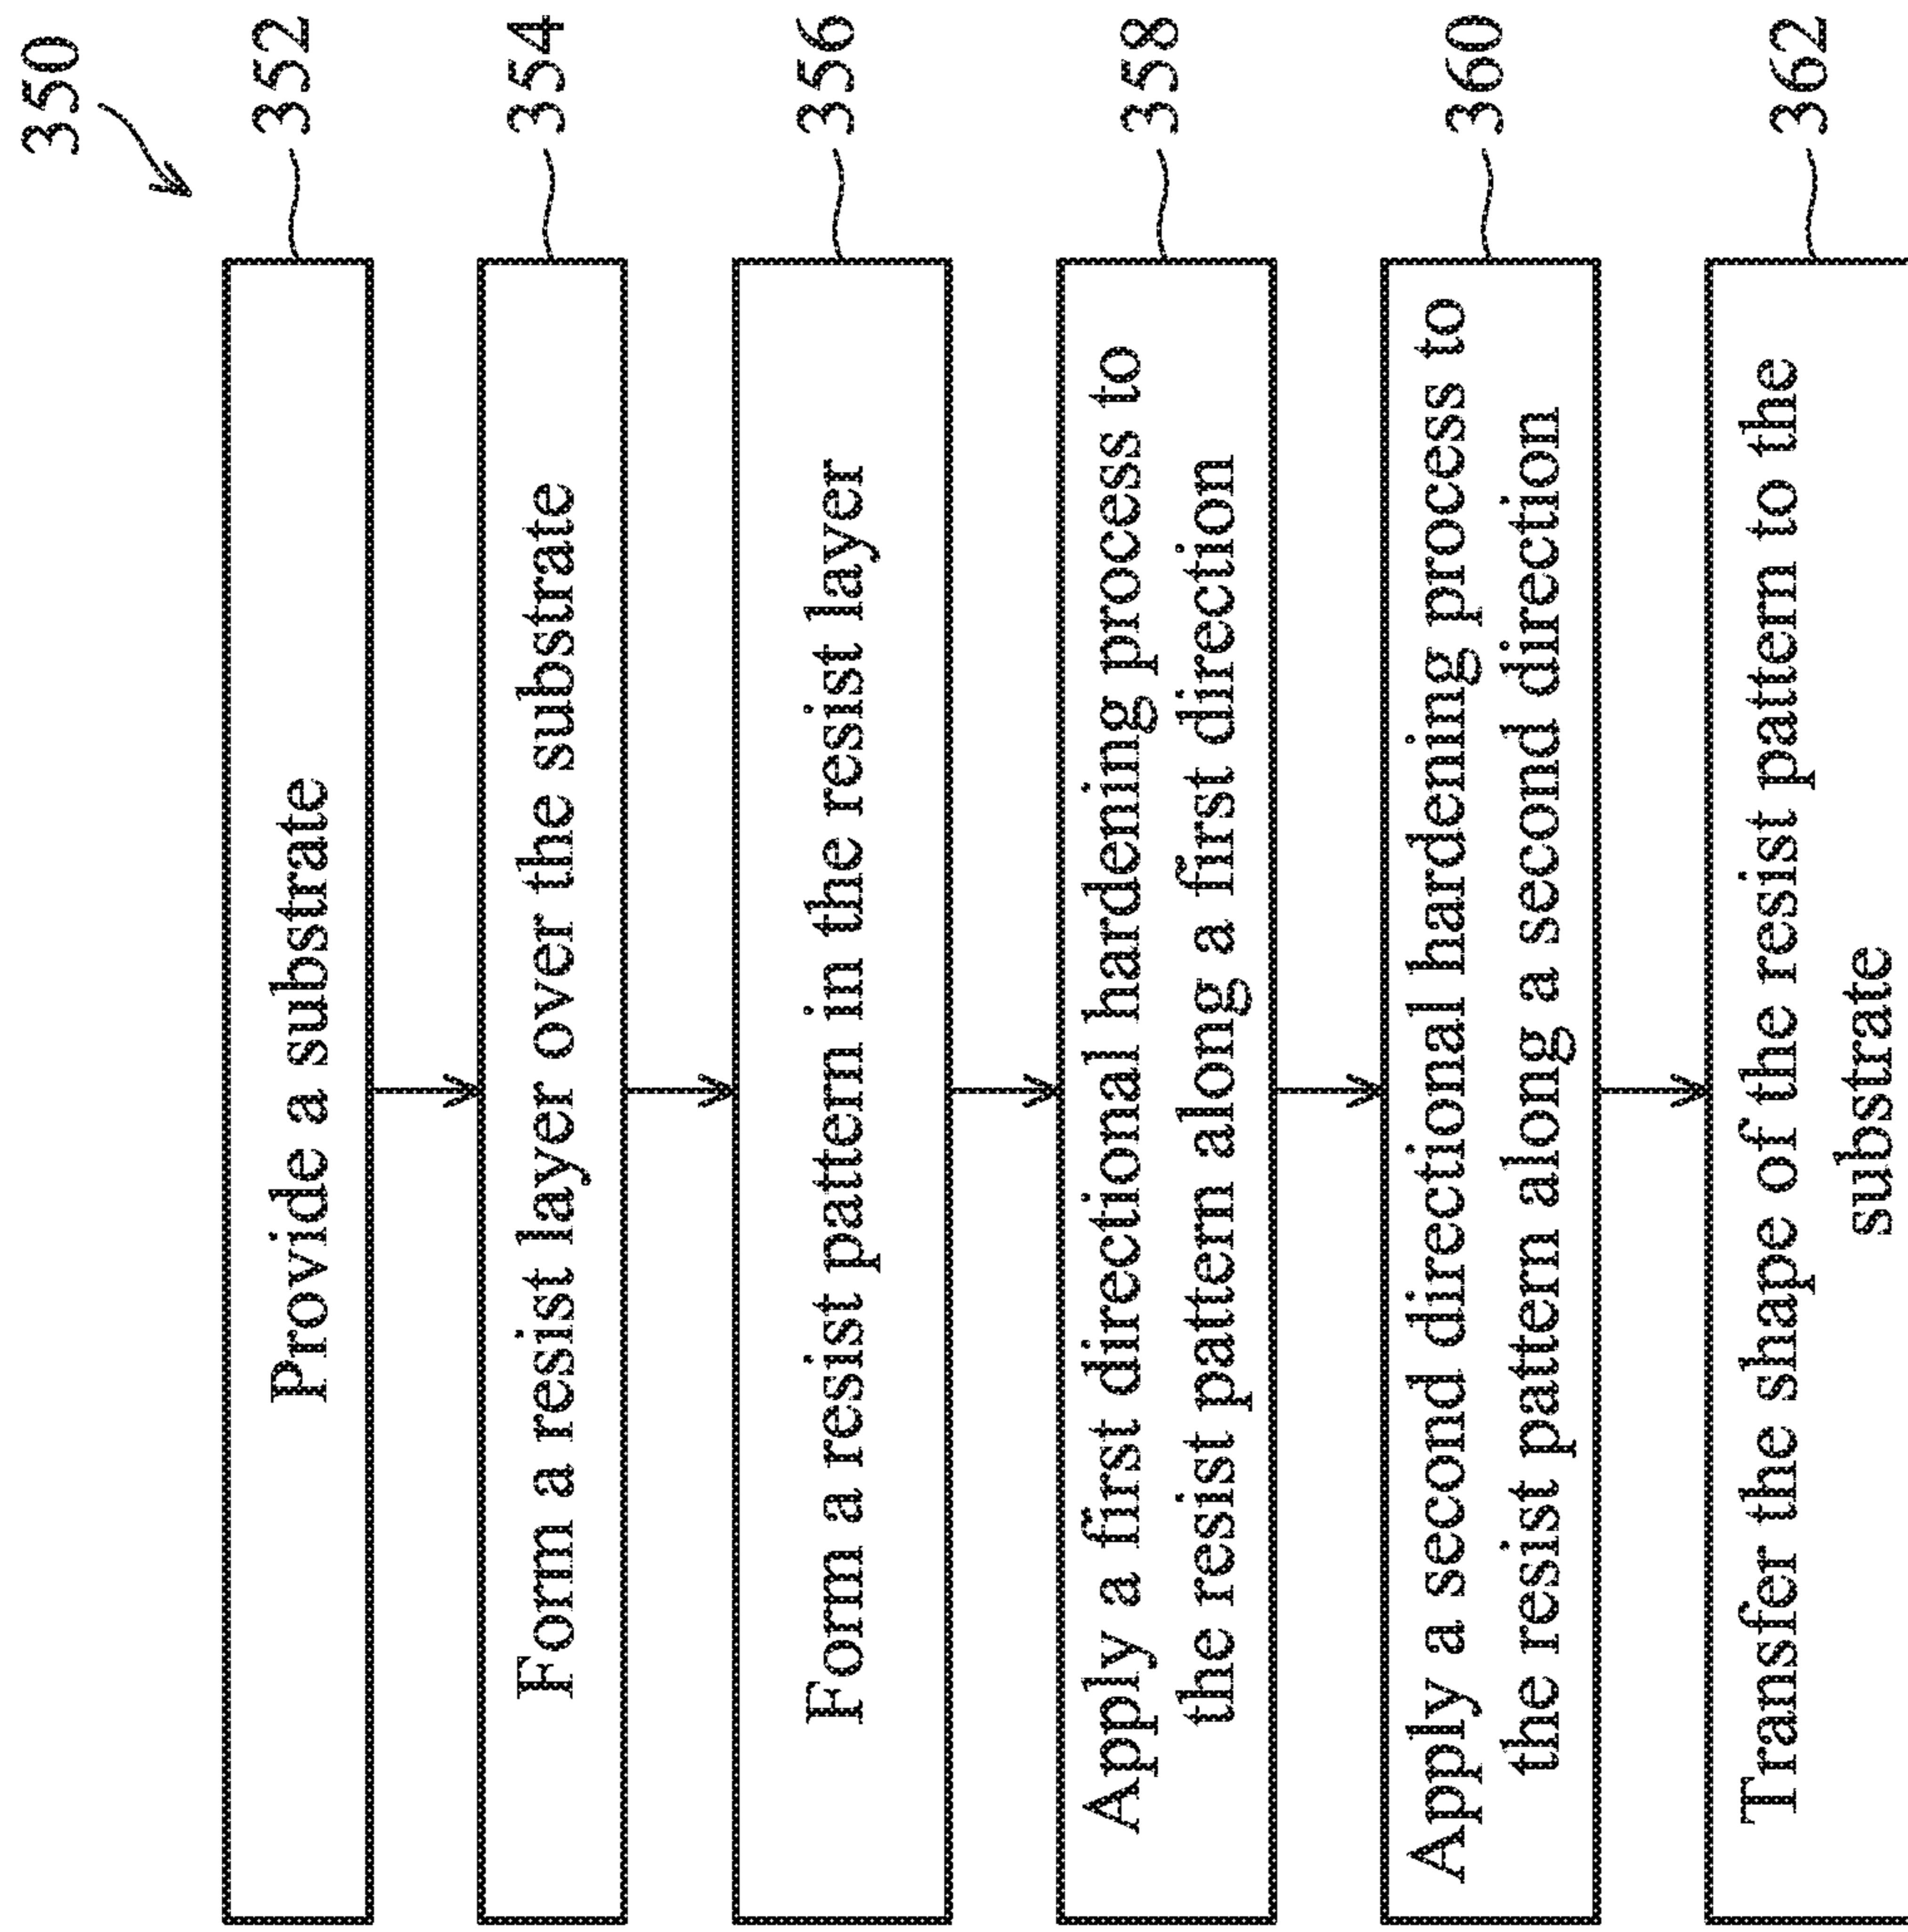 350
Provide a substrate
352
Form a resist layer over the substrate
354
Form a resist pattern in the resist layer
356
Apply a first directional hardening process to
the resist pattern along a first direction
358
Apply a second directional hardening process to
the resist pattern along a second direction
360
Transfer the shape of the resist pattern to the
substrate
362